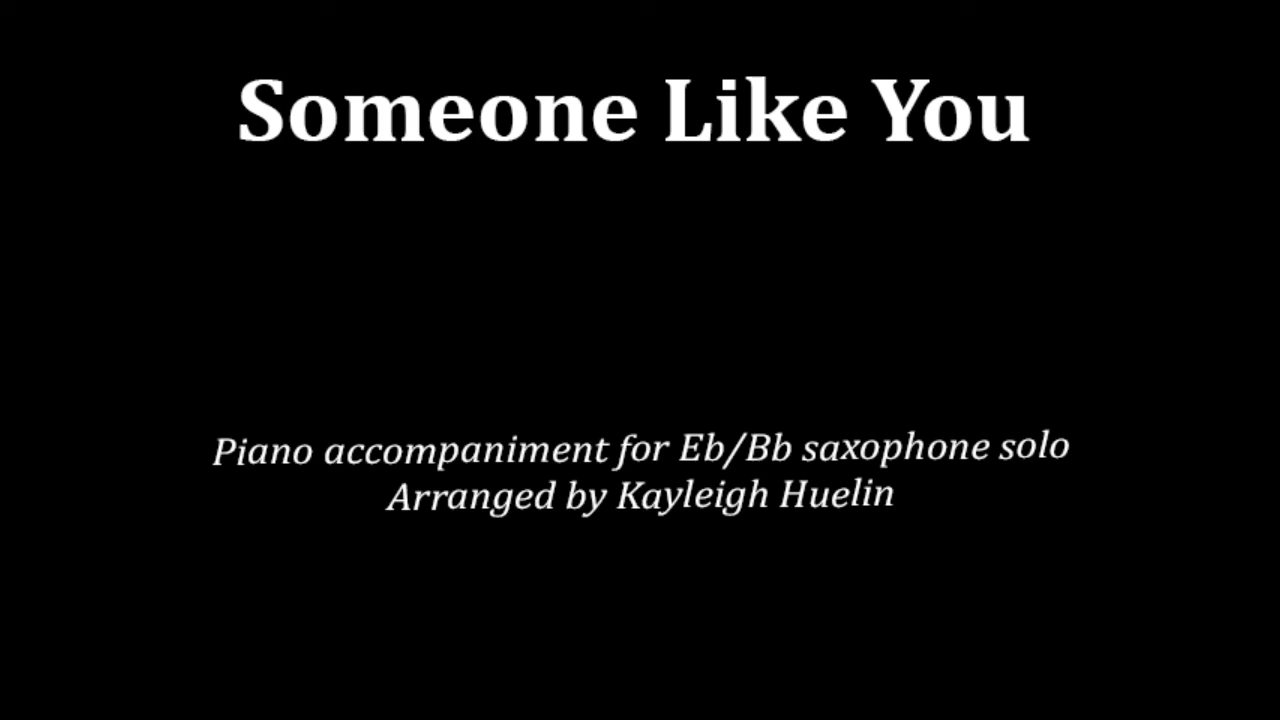 Someone Like You
Piano accompaniment for Eb/Bb saxophone solo
Arranged by Kayleigh Huelin